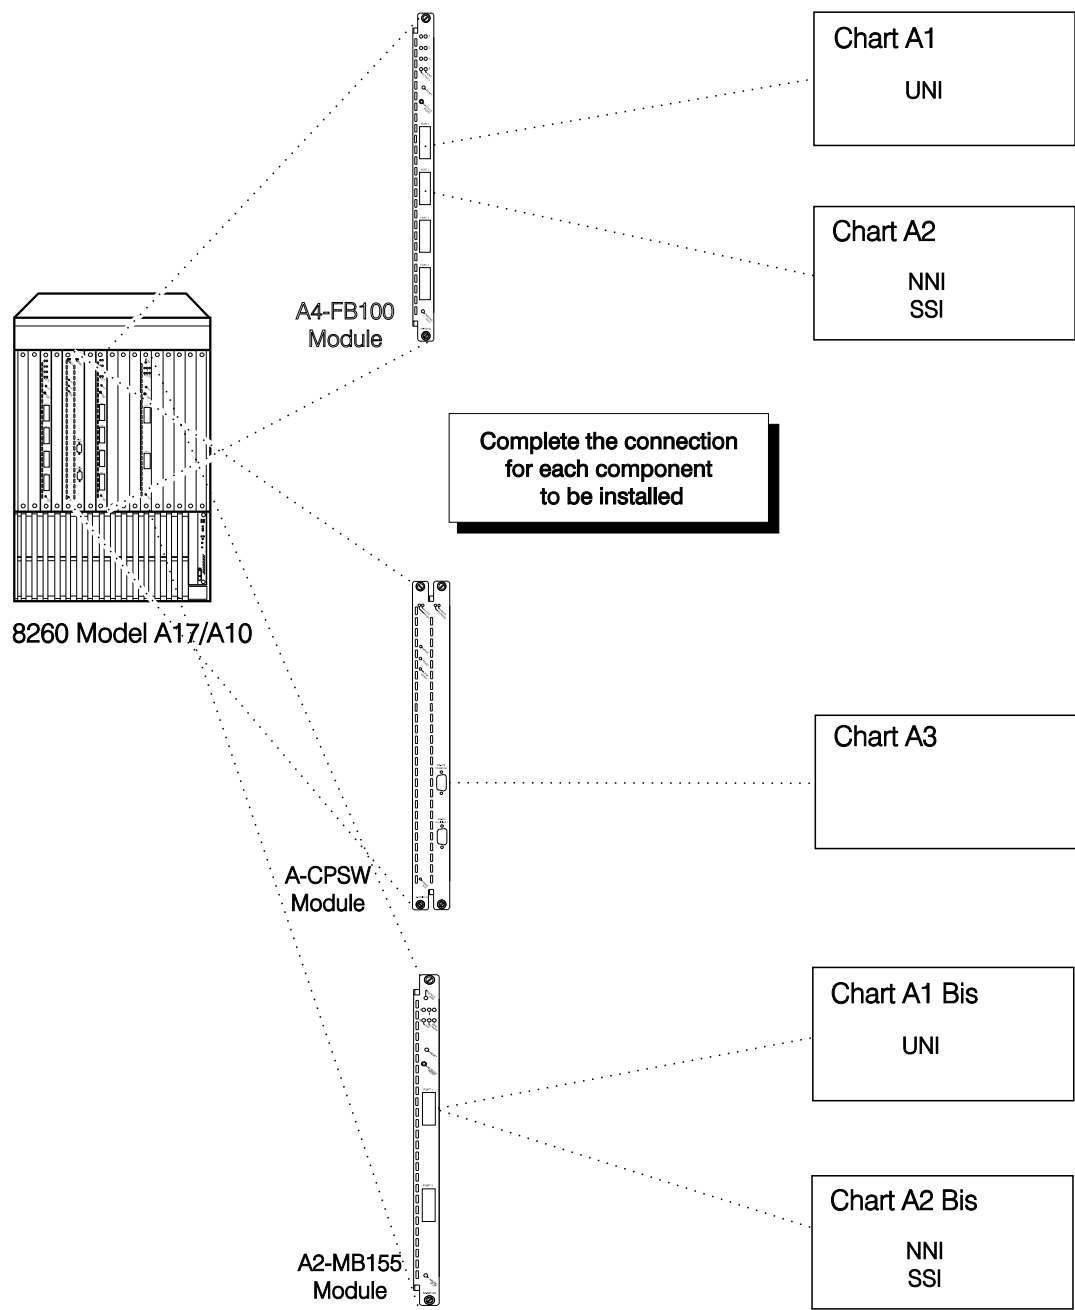 Chart A1
UNI
Chart A2
NNI
SSI
A4-FB100
Module
Complete the connection
for each component
to be installed
8260 Model A17/A10
Chart A3
A-CPSW
Module
Chart A1 Bis
UNI
Chart A2 Bis
NNI
SSI
A2-MB155
Module